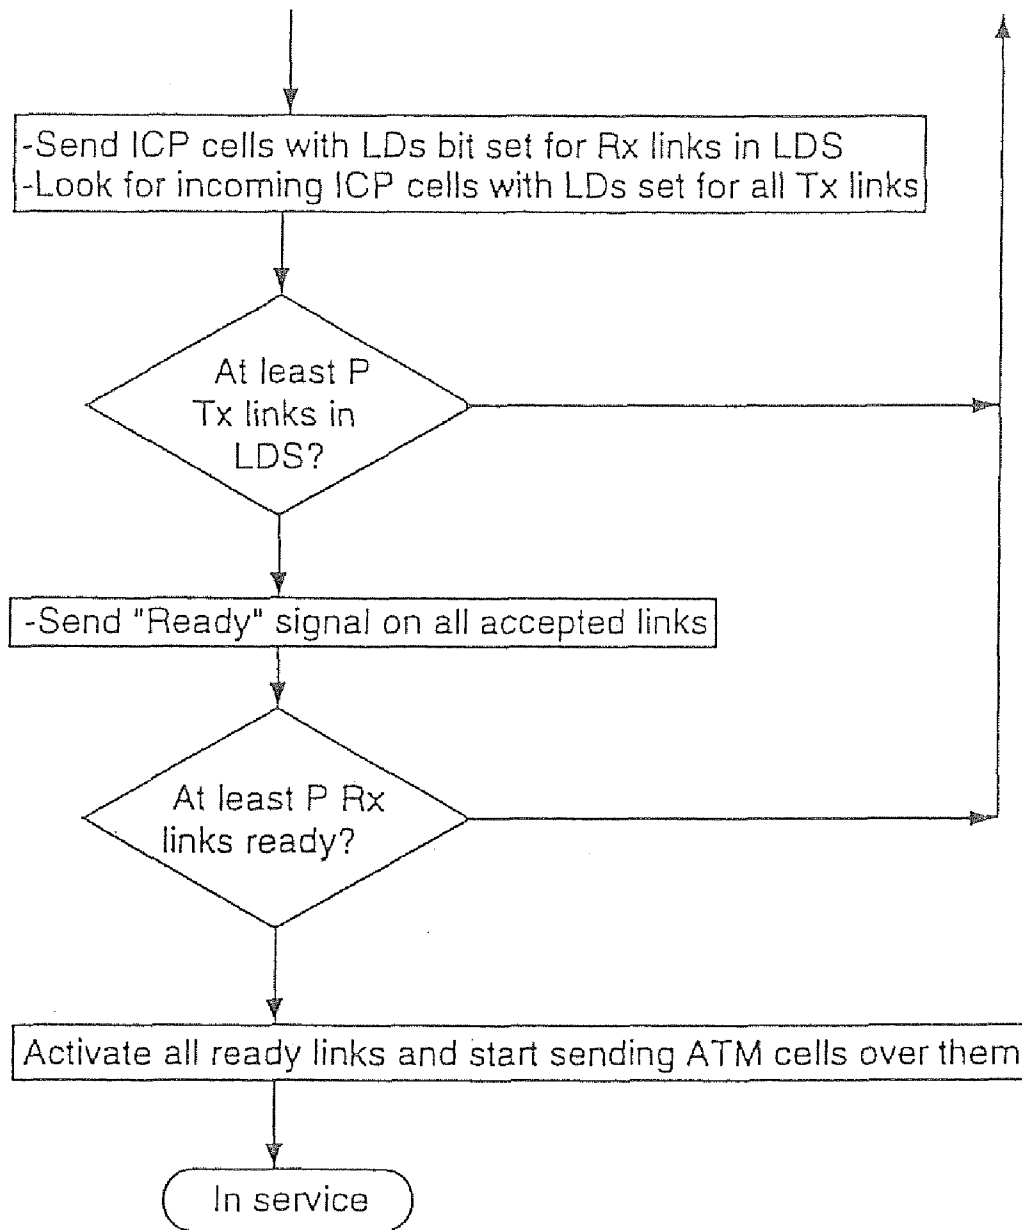 -Send ICP cells with LDs bit set for Rx links in LDS
-Look for incoming ICP cells with LDs set for all Tx links
At least P
Tx links in
LDS?
-Send "Ready" signal on all accepted links
At least P Rx
links ready?
Activate all ready links and start sending ATM cells over them
In service